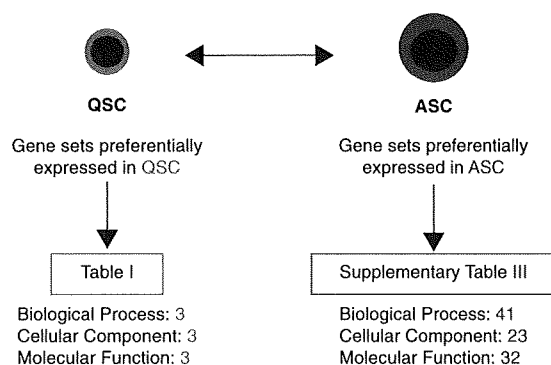 QSC
ASC
Gene sets preferentially
expressed in QSC
Gene sets preferentially
expressed in ASC
Table I
Supplementary Table III
Biological Process: 3
Cellular Component: 3
Molecular Function: 3
Biological Process: 41
Cellular Component: 23
Molecular Function: 32